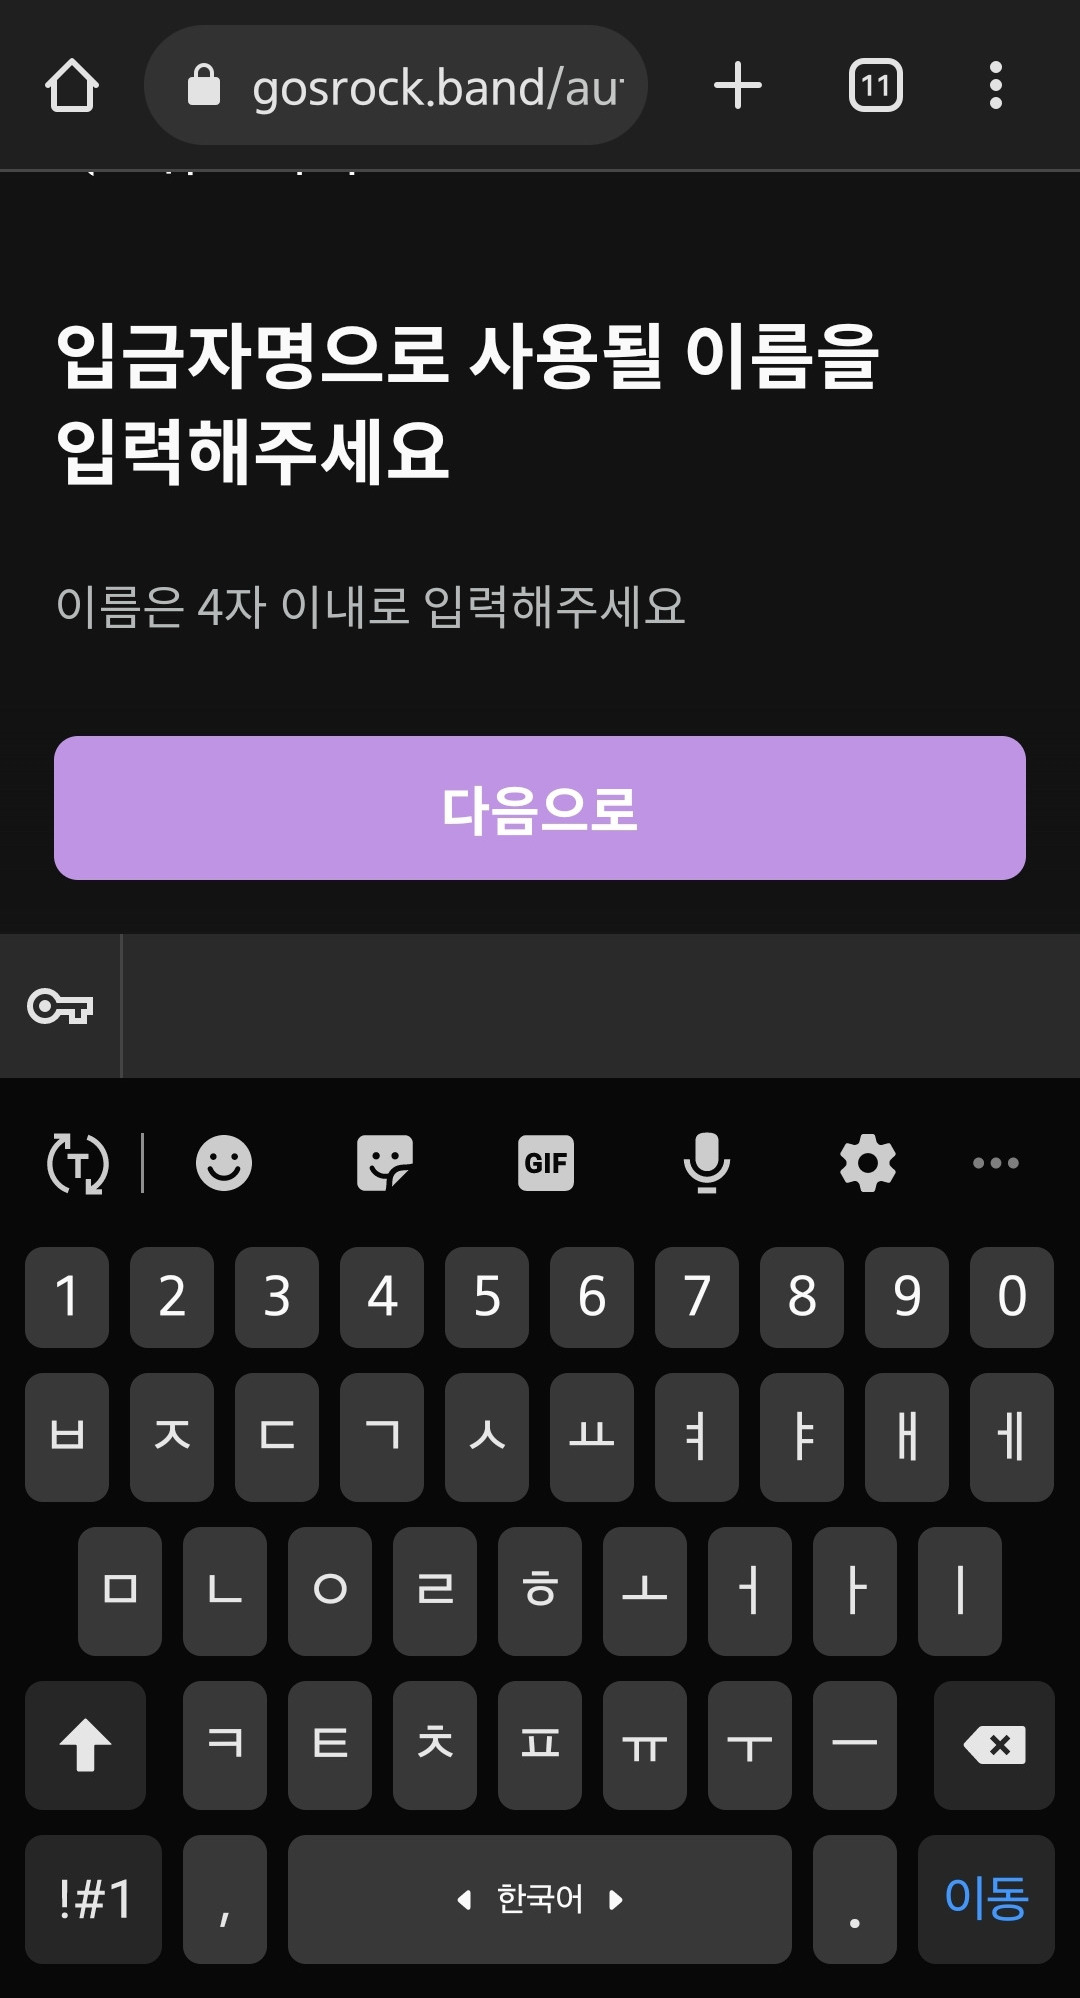 gosrock.band/au
11
입금자명으로 사용될 이름을
입력해주세요
이름은 4자 이내로 입력해주세요
다음으로
T GIF
1 2 3 4 5 6 7 8 9 0
ㅂ ㅈ ㄷ ㄱ ㅅ ㅛ ㅕ ㅑ ㅐ ㅔ
ㅁ ㄴ ㅇ ㄹ ㅎ ㅗ ㅓ ㅏ ㅣ
ㅋ ㅌ ㅊ ㅍ ㅠ ㅜ ㅡ
!#1 , 한국어 . 이동